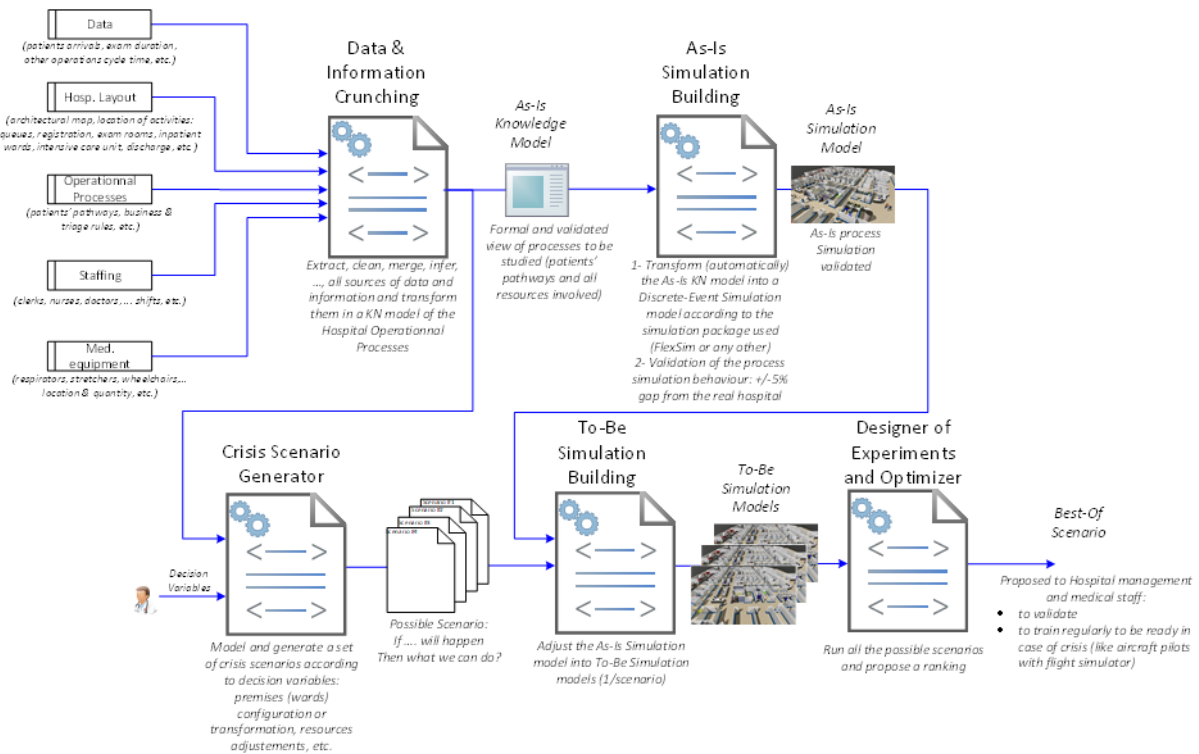 Data
(patients arrivals, exam duration,
other operations cycle time, etc.)
Hosp. Layout
(architectural map, location of activities:
queues, registration, exam rooms, inpatient
words, intensive care unit, discharge, etc.)
Operationnal
Processes
(patients' pathways, business &
triage rules, etc.)
Staffing
(clerks, nurses, doctors,... shifts, etc.)
Med.
equipment
(respirators, stretchers, wheelchairs,...
location & quantity, etc.)
Data &
Information
Crunching
Extract, clean, merge, infer,
..., all sources of data and
information and transform
them in a KN model of the
Hospital Operationnal
Processes
As-Is
Knowledge
Model
Formal and validated
view of processes to be
studied (patients'
pathways and all
resources involved)
As-Is
Simulation
Building
1- Transform (automatically)
the As-Is KN model into a
Discrete-Event Simulation
model according to the
simulation package used
(FlexSim or any other)
2- Validation of the process
simulation behaviour: +/-5%
gap from the real hospital
As-Is
Simulation
Model
As-Is process
Simulation
validated
Decision
Variables
Crisis Scenario
Generator
Model and generate a set
of crisis scenarios according
to decision variables:
premises (wards)
configuration or
transformation, resources
adjustements, etc.
Scenario #1
Scenario #2
Scenario #3
Possible Scenario:
If .... will happen
Then what we can do?
To-Be
Simulation
Building
Adjust the As-Is Simulation
model into To-Be Simulation
models (1/scenario)
To-Be
Simulation
Models
Designer of
Experiments
and Optimizer
Run all the possible scenarios
and propose a ranking
Best-Of
Scenario
Proposed to Hospital management
and medical staff:
• to validate
• to train regularly to be ready in
case of crisis (like aircraft pilots
with flight simulator)